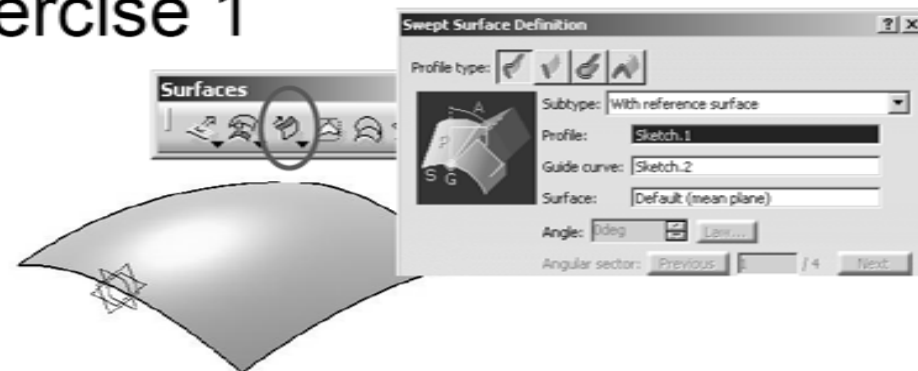 ercise 1
Swept Surface Definition
Profile type:
Surfaces
Subtype: With reference surface
Profile: Sketch.1
Guide curve: Sketch.2
Surface: Default (mean plane)
Angle: 0deg Law...
Angular sector: Previous 1 / 4 Next
A
P
S G